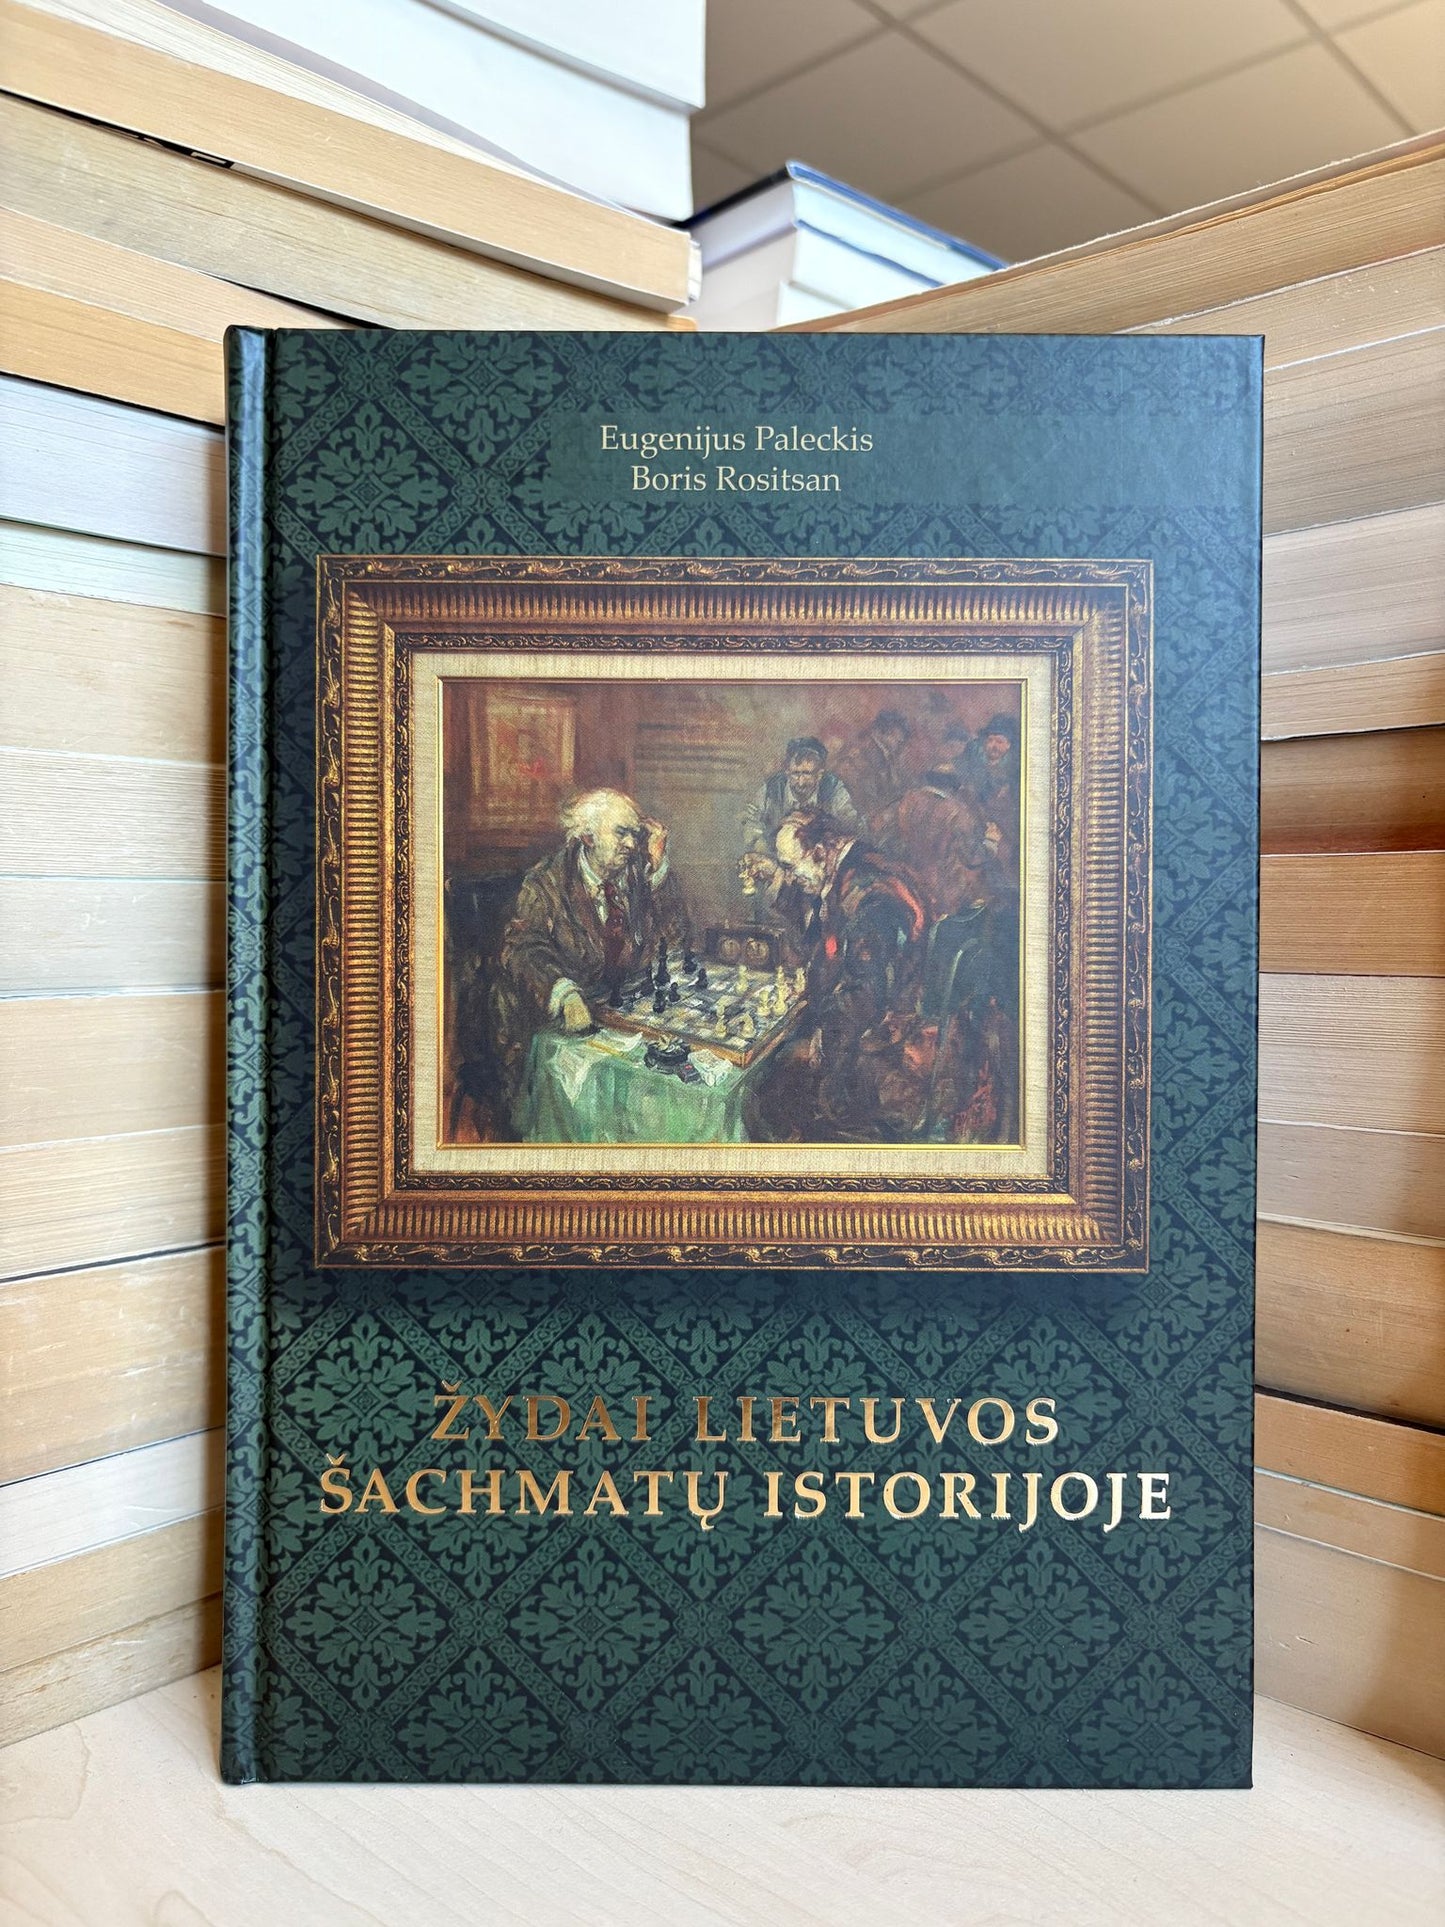 Eugenijus Paleckis
Boris Rositsan
ŽYDAI LIETUVOS
ŠACHMATŲ ISTORIJOJE